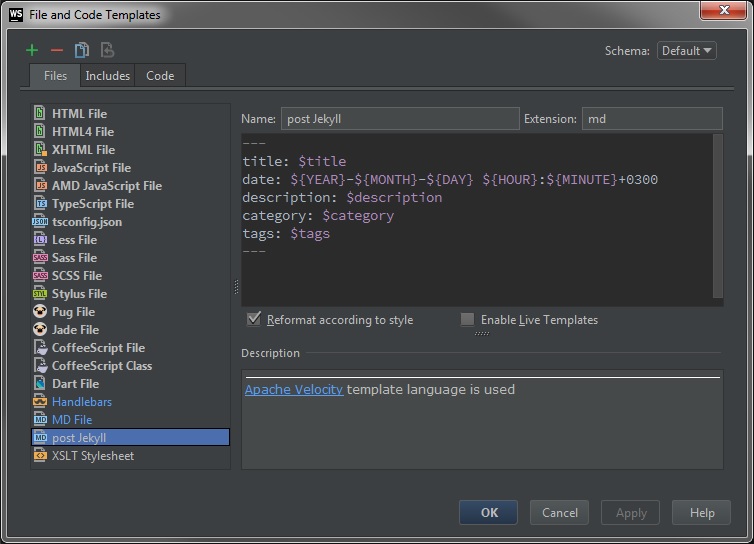 WS File and Code Templates
Schema: Default
Files Includes Code
HTML File
HTML4 File
XHTML File
JavaScript File
AMD JavaScript File
TypeScript File
tsconfig.json
Less File
Sass File
SCSS File
Stylus File
Pug File
Jade File
CoffeeScript File
CoffeeScript Class
Dart File
Handlebars
MD File
post Jekyll
XSLT Stylesheet
Name: post Jekyll Extension: md
---
title: $title
date: ${YEAR}-${MONTH}-${DAY} ${HOUR}:${MINUTE}+0300
description: $description
category: $category
tags: $tags
---
Reformat according to style Enable Live Templates
Description
Apache Velocity template language is used
OK Cancel Apply Help